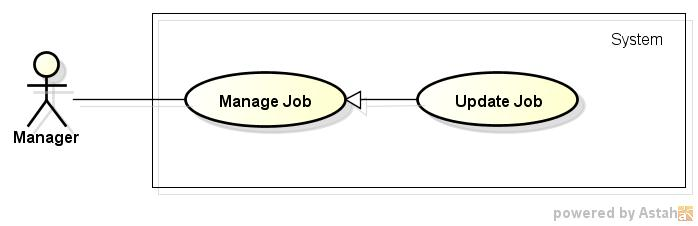 System
Manage Job
Update Job
Manager
powered by Astah